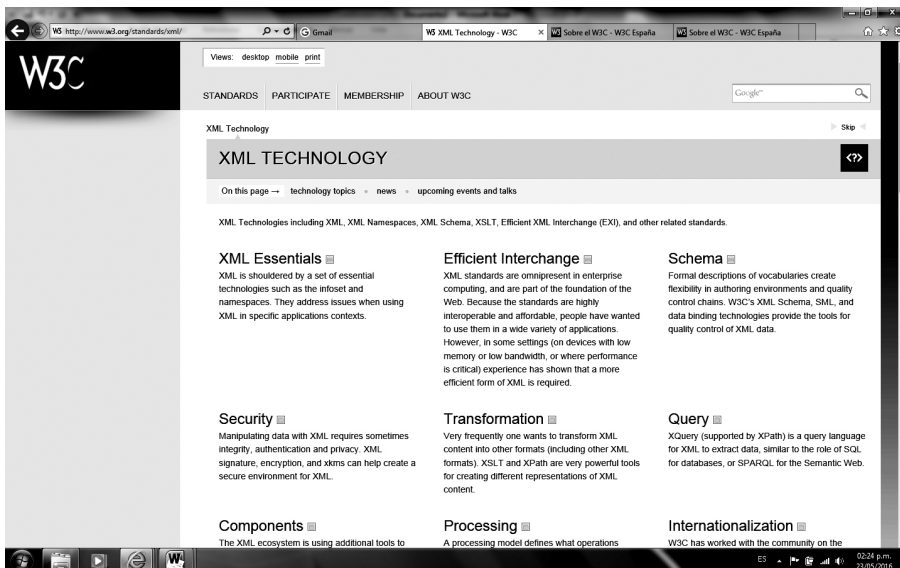 W3 http://www.w3.org/standards/xml/
G Gmail
W3 XML Technology - W3C ×
W3 Sobre el W3C - W3C España
W3 Sobre el W3C - W3C España
W3C
Views: desktop mobile print
STANDARDS PARTICIPATE MEMBERSHIP ABOUT W3C
Google™
XML Technology
Skip
XML TECHNOLOGY
<?>
On this page → technology topics • news • upcoming events and talks
XML Technologies including XML, XML Namespaces, XML Schema, XSLT, Efficient XML Interchange (EXI), and other related standards.
XML Essentials
XML is shouldered by a set of essential
technologies such as the infoset and
namespaces. They address issues when using
XML in specific applications contexts.
Efficient Interchange
XML standards are omnipresent in enterprise
computing, and are part of the foundation of the
Web. Because the standards are highly
interoperable and affordable, people have wanted
to use them in a wide variety of applications.
However, in some settings (on devices with low
memory or low bandwidth, or where performance
is critical) experience has shown that a more
efficient form of XML is required.
Schema
Formal descriptions of vocabularies create
flexibility in authoring environments and quality
control chains. W3C's XML Schema, SML, and
data binding technologies provide the tools for
quality control of XML data.
Security
Manipulating data with XML requires sometimes
integrity, authentication and privacy. XML
signature, encryption, and xkms can help create a
secure environment for XML.
Transformation
Very frequently one wants to transform XML
content into other formats (including other XML
formats). XSLT and XPath are very powerful tools
for creating different representations of XML
content.
Query
XQuery (supported by XPath) is a query language
for XML to extract data, similar to the role of SQL
for databases, or SPARQL for the Semantic Web.
Components
The XML ecosystem is using additional tools to
Processing
A processing model defines what operations
Internationalization
W3C has worked with the community on the
ES
02:24 p.m.
23/05/2016